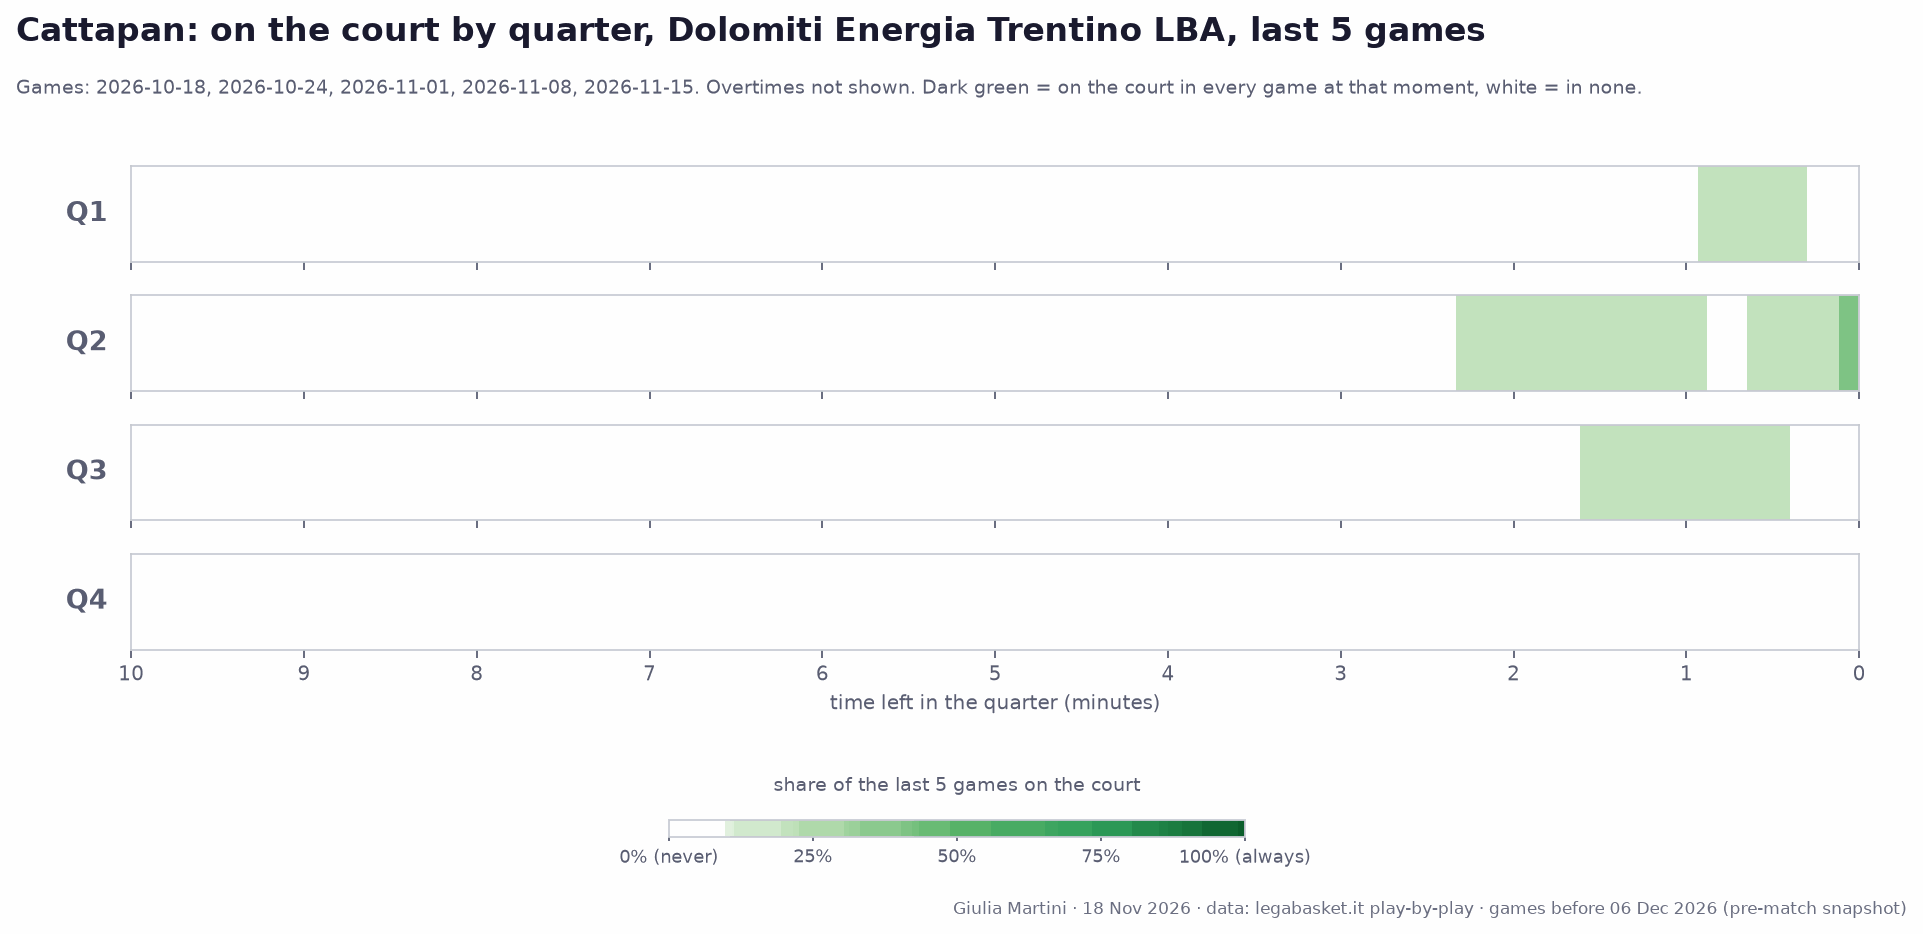 Cattapan: on the court by quarter, Dolomiti Energia Trentino LBA, last 5 games
Games: 2026-10-18, 2026-10-24, 2026-11-01, 2026-11-08, 2026-11-15. Overtimes not shown. Dark green = on the court in every game at that moment, white = in none.
Q1
Q2
Q3
Q4
10 9 8 7 6 5 4 3 2 1 0
time left in the quarter (minutes)
share of the last 5 games on the court
0% (never) 25% 50% 75% 100% (always)
Giulia Martini · 18 Nov 2026 · data: legabasket.it play-by-play · games before 06 Dec 2026 (pre-match snapshot)